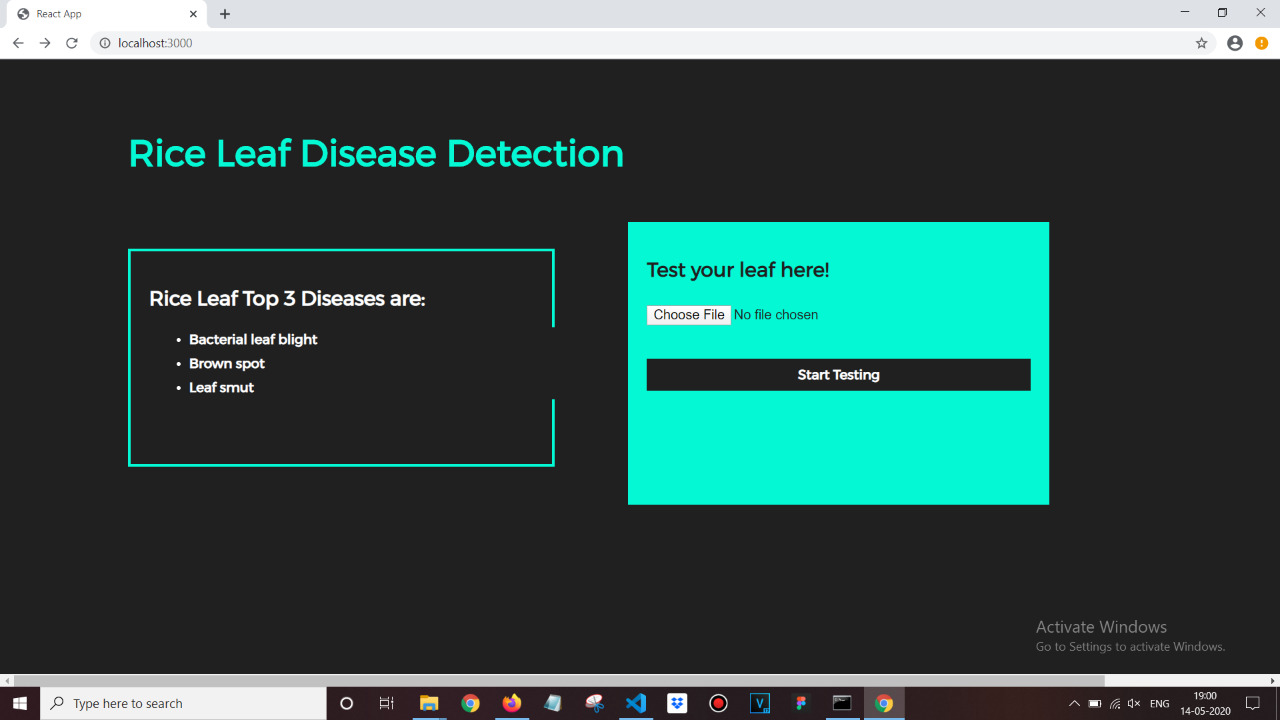 React App
localhost:3000
Rice Leaf Disease Detection
Rice Leaf Top 3 Diseases are:
• Bacterial leaf blight
• Brown spot
• Leaf smut
Test your leaf here!
Choose File No file chosen
Start Testing
Activate Windows
Go to Settings to activate Windows.
Type here to search
ENG
19:00
14-05-2020